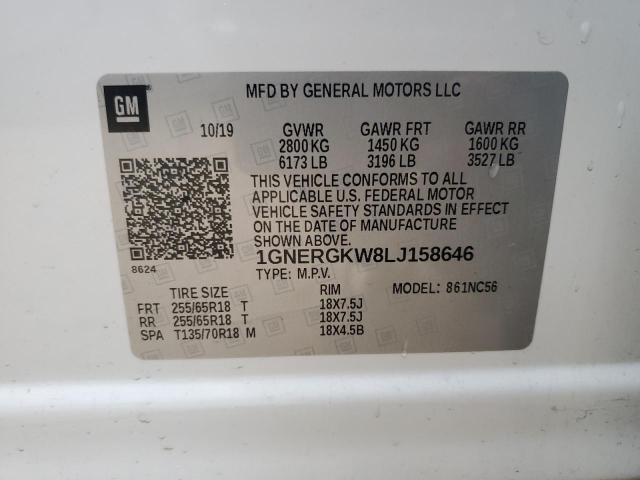 GM
MFD BY GENERAL MOTORS LLC
10/19 GVWR GAWR FRT GAWR RR
2800 KG 1450 KG 1600 KG
6173 LB 3196 LB 3527 LB
THIS VEHICLE CONFORMS TO ALL
APPLICABLE U.S. FEDERAL MOTOR
VEHICLE SAFETY STANDARDS IN EFFECT
ON THE DATE OF MANUFACTURE
SHOWN ABOVE.
8624
1GNERGKW8LJ158646
TYPE: M.P.V. MODEL: 861NC56
TIRE SIZE RIM
FRT 255/65R18 T 18X7.5J
RR 255/65R18 T 18X7.5J
SPA T135/70R18 M 18X4.5B